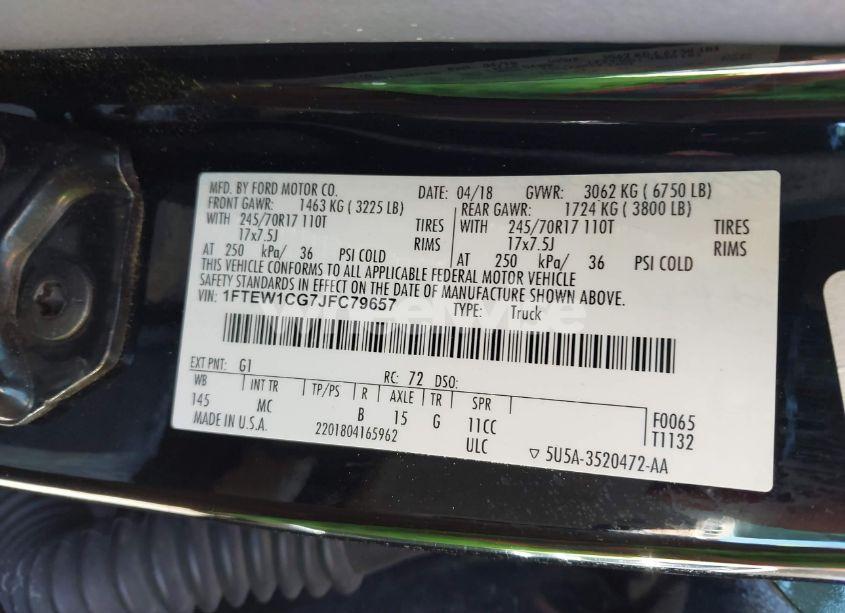 MFD. BY FORD MOTOR CO. DATE: 04/18 GVWR: 3062 KG ( 6750 LB)
FRONT GAWR: 1463 KG ( 3225 LB) REAR GAWR: 1724 KG ( 3800 LB)
WITH 245/70R17 110T TIRES WITH 245/70R17 110T TIRES
17x7.5J RIMS 17x7.5J RIMS
AT 250 kPa/ 36 PSI COLD AT 250 kPa/ 36 PSI COLD
THIS VEHICLE CONFORMS TO ALL APPLICABLE FEDERAL MOTOR VEHICLE
SAFETY STANDARDS IN EFFECT ON THE DATE OF MANUFACTURE SHOWN ABOVE.
VIN: 1FTEW1CG7JFC79657 TYPE: Truck
EXT PNT: G1 RC: 72 DSO:
WB INT TR TP/PS R AXLE TR SPR
145 MC B 15 G 11CC F0065
MADE IN U.S.A. 2201804165962 ULC T1132
▽ 5U5A-3520472-AA